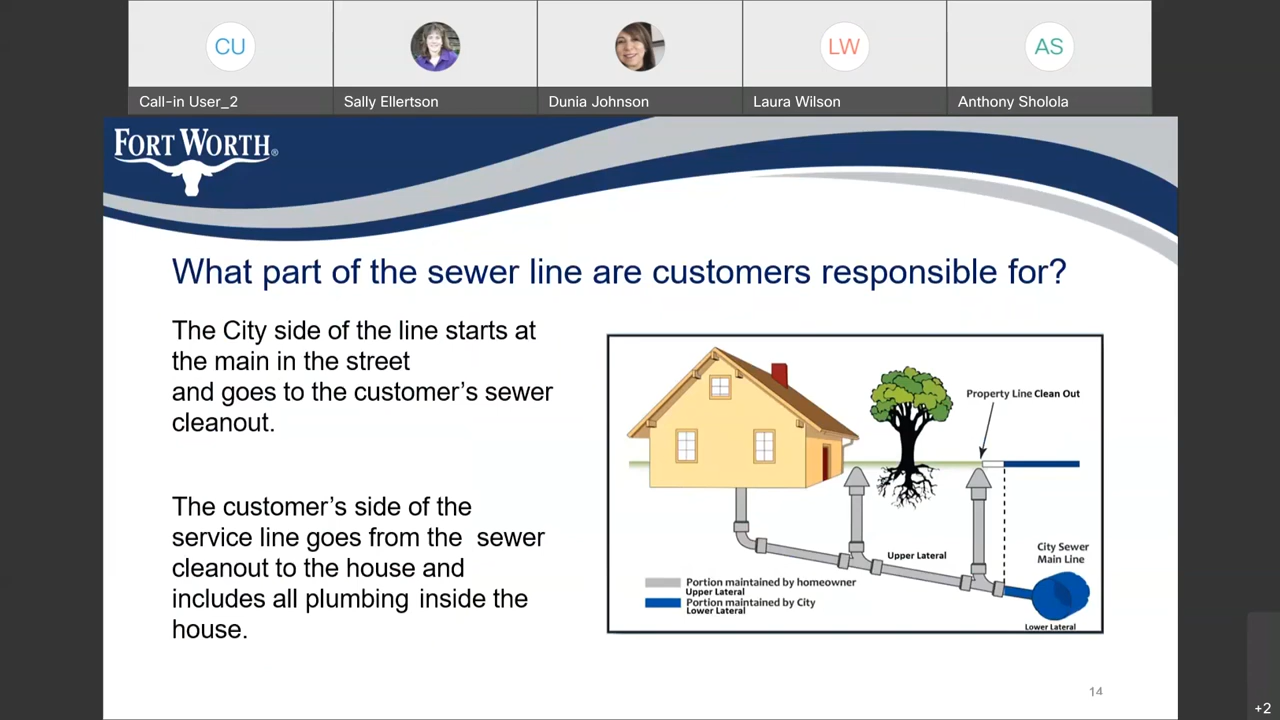 CU
LW
AS
Call-in User_2
Sally Ellertson
Dunia Johnson
Laura Wilson
Anthony Sholola
FORT WORTH®
What part of the sewer line are customers responsible for?
The City side of the line starts at
the main in the street
and goes to the customer's sewer
cleanout.
The customer's side of the
service line goes from the sewer
cleanout to the house and
includes all plumbing inside the
house.
Property Line Clean Out
Upper Lateral
City Sewer
Main Line
Portion maintained by homeowner
Upper Lateral
Portion maintained by City
Lower Lateral
Lower Lateral
14
+2